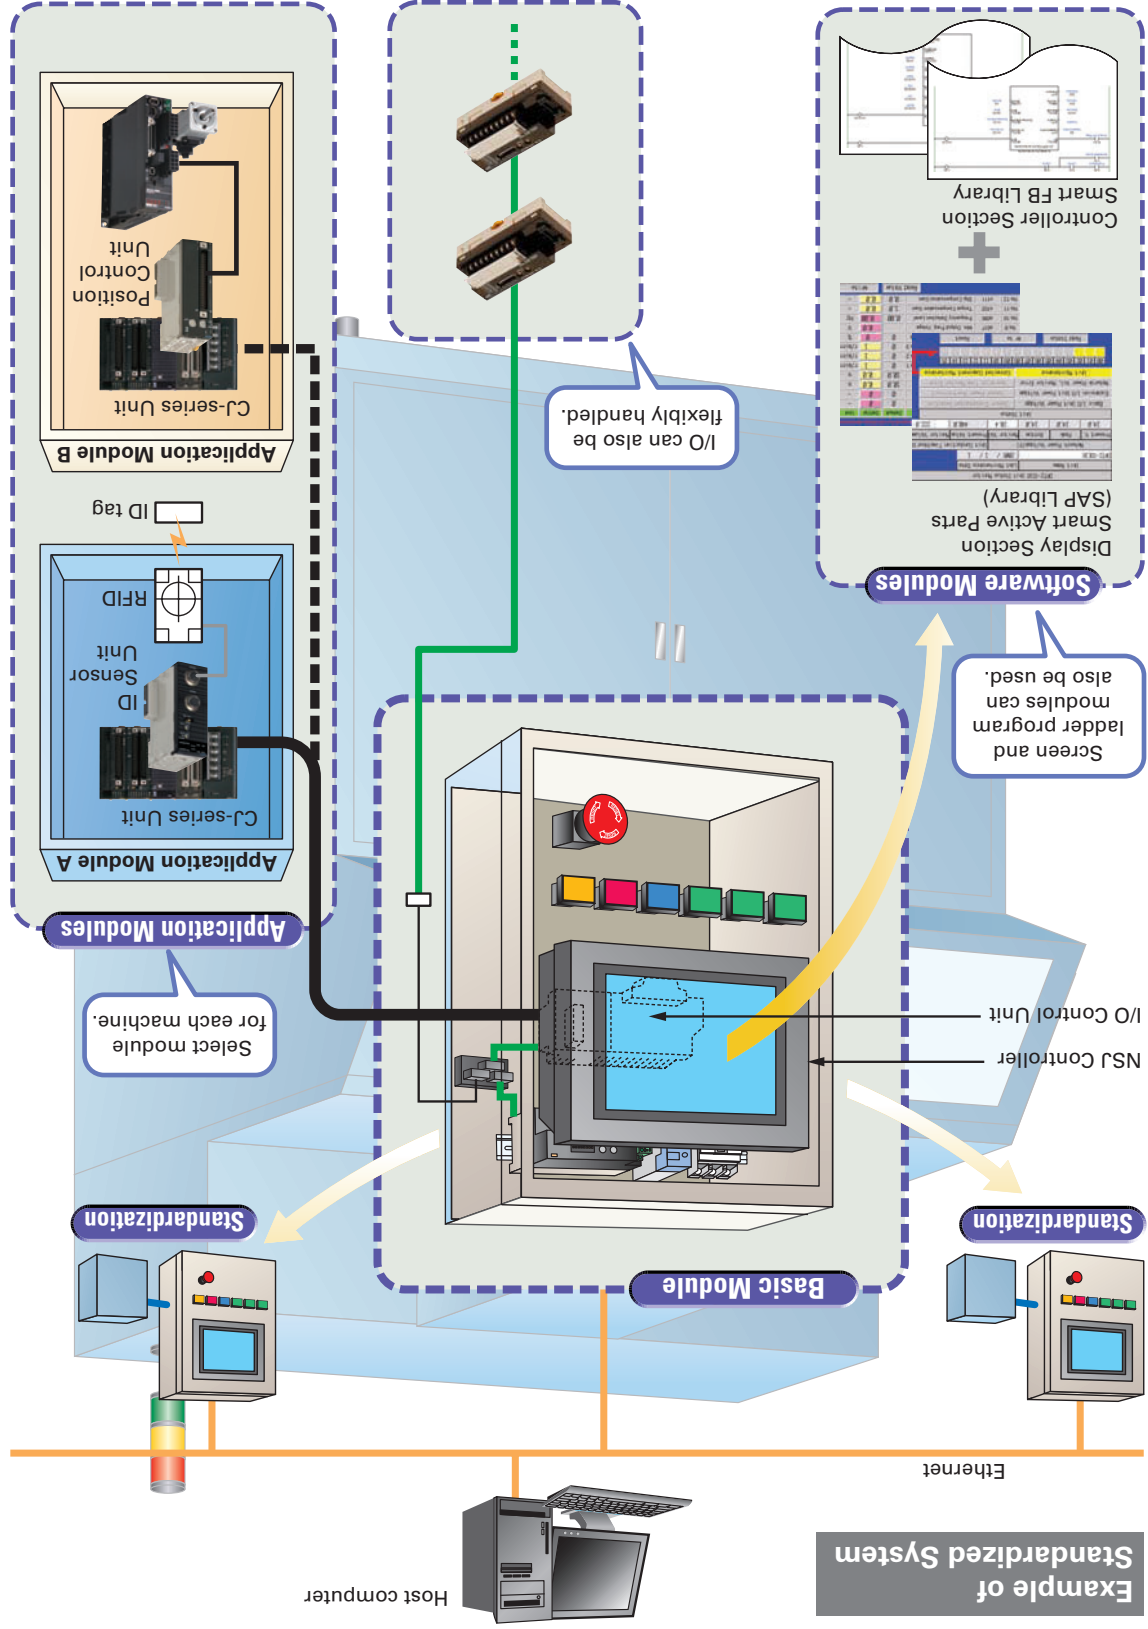 Example of
Standardized System
Host computer
Ethernet
Standardization
Standardization
Basic Module
NSJ Controller
I/O Control Unit
Select module
for each machine.
Application Modules
Application Module A
CJ-series Unit
ID
Sensor
Unit
RFID
ID tag
Application Module B
CJ-series Unit
Position
Control
Unit
Screen and
ladder program
modules can
also be used.
Software Modules
Display Section
Smart Active Parts
(SAP Library)
Controller Section
Smart FB Library
I/O can also be
flexibly handled.